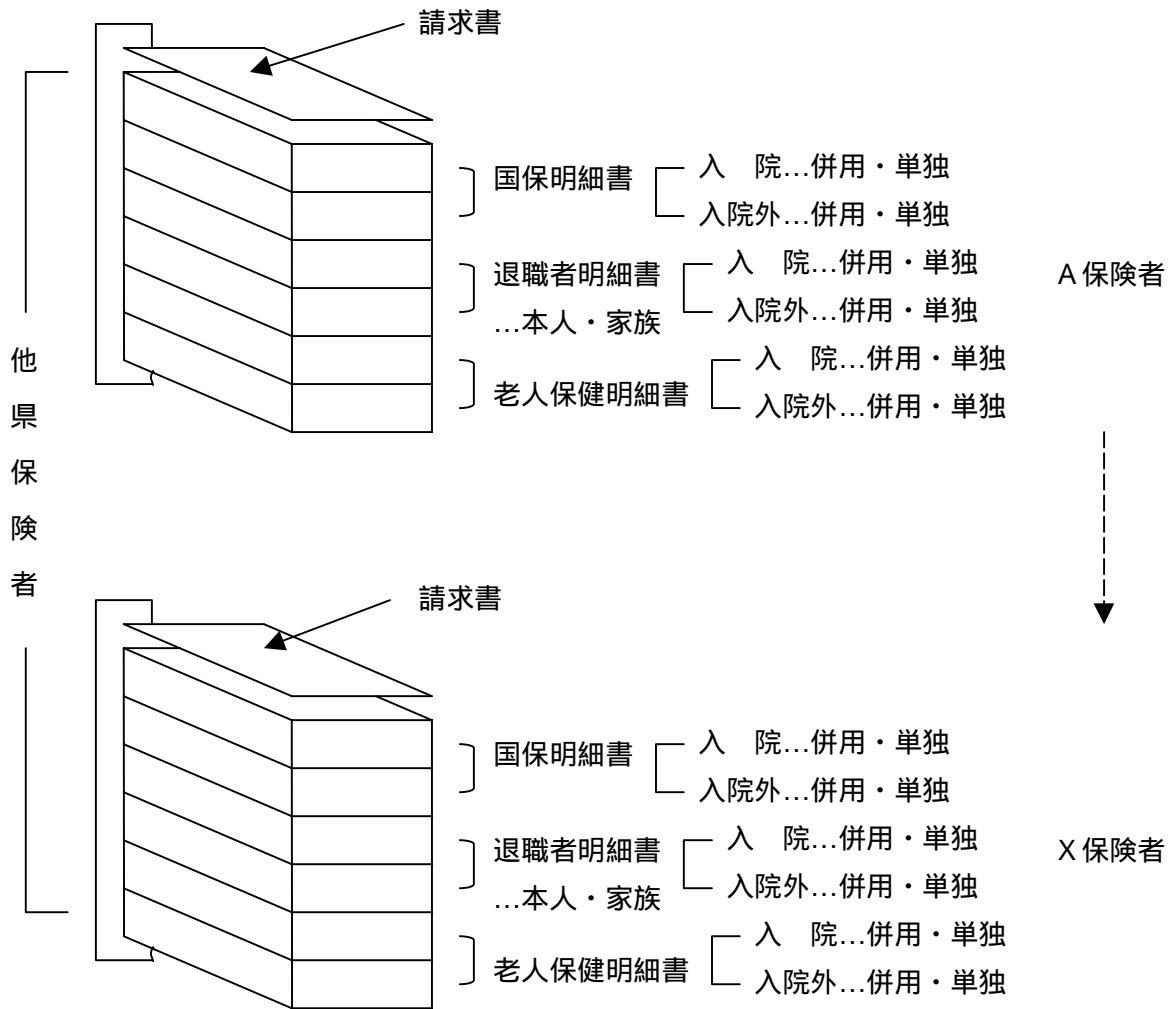 請求書
国保明細書
入　院…併用・単独
入院外…併用・単独
退職者明細書
…本人・家族
入　院…併用・単独
入院外…併用・単独
老人保健明細書
入　院…併用・単独
入院外…併用・単独
A保険者
他県保険者
請求書
国保明細書
入　院…併用・単独
入院外…併用・単独
退職者明細書
…本人・家族
入　院…併用・単独
入院外…併用・単独
老人保健明細書
入　院…併用・単独
入院外…併用・単独
X保険者